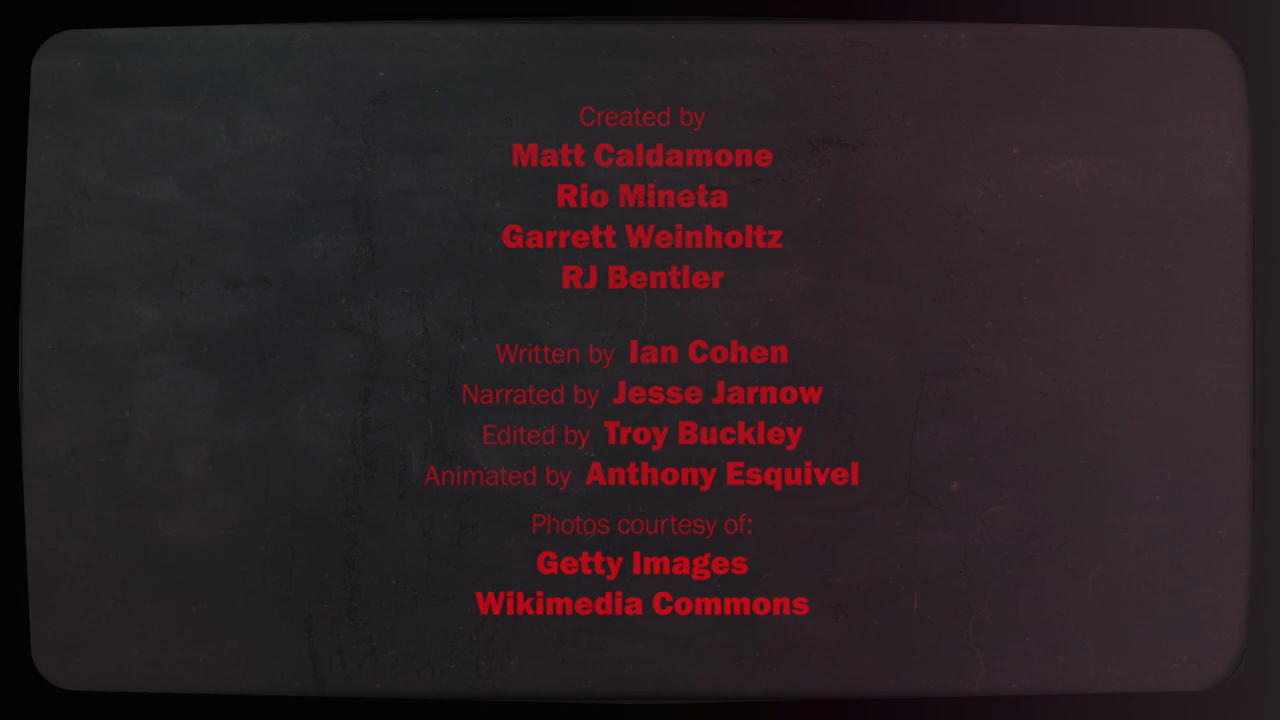 Created by
Matt Caldamone
Rio Mineta
Garrett Weinholtz
RJ Bentler
Written by Ian Cohen
Narrated by Jesse Jarnow
Edited by Troy Buckley
Animated by Anthony Esquivel
Photos courtesy of:
Getty Images
Wikimedia Commons